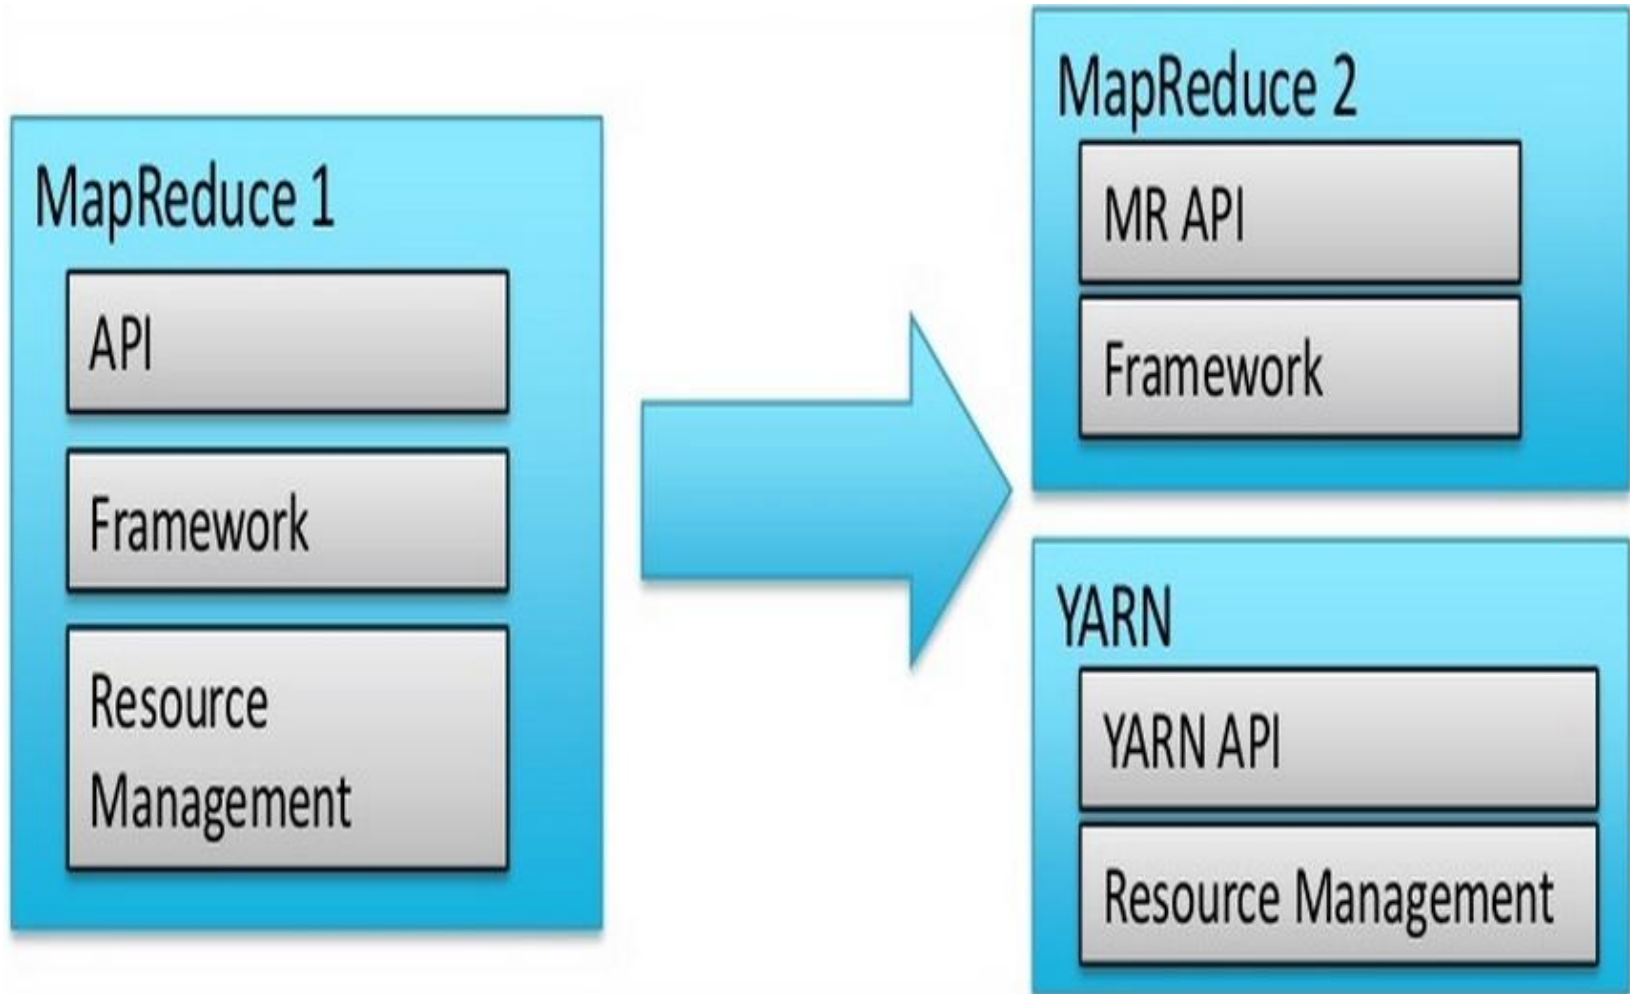 MapReduce 1
API
Framework
Resource
Management
MapReduce 2
MR API
Framework
YARN
YARN API
Resource Management